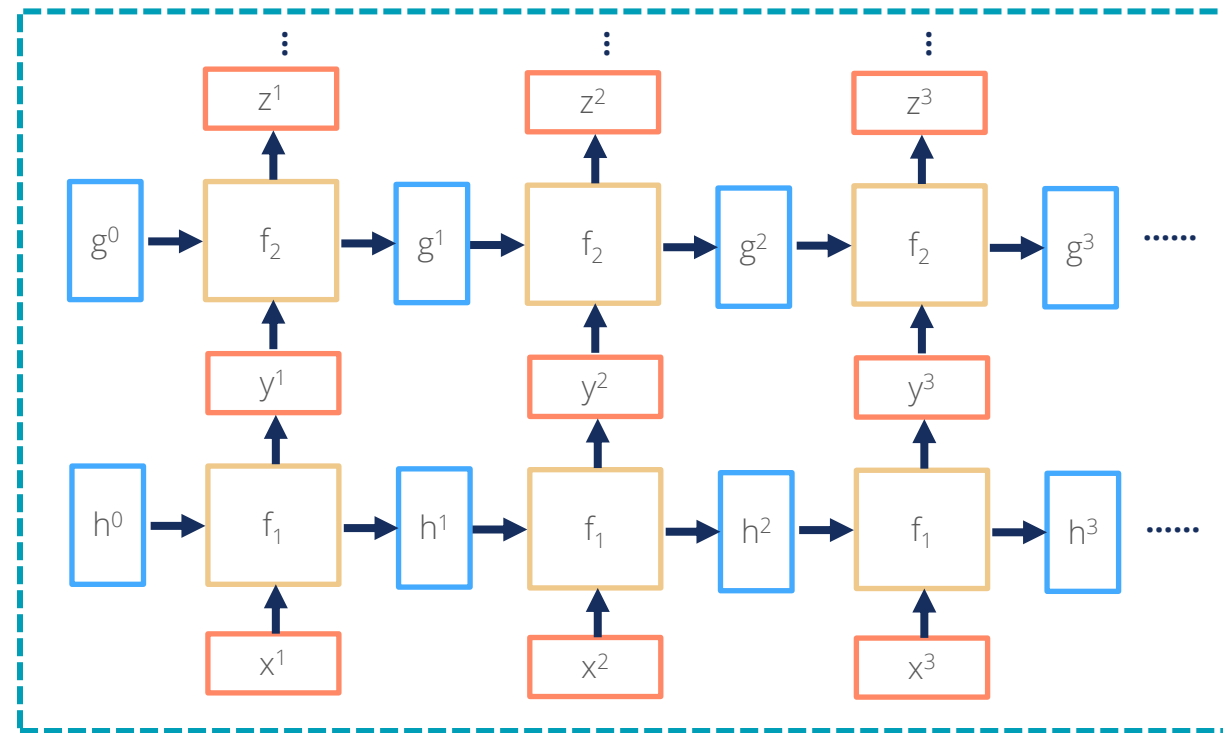 ⋮ ⋮ ⋮
z¹ z² z³
g⁰ f₂ g¹ f₂ g² f₂ g³ ......
y¹ y² y³
h⁰ f₁ h¹ f₁ h² f₁ h³ ......
x¹ x² x³